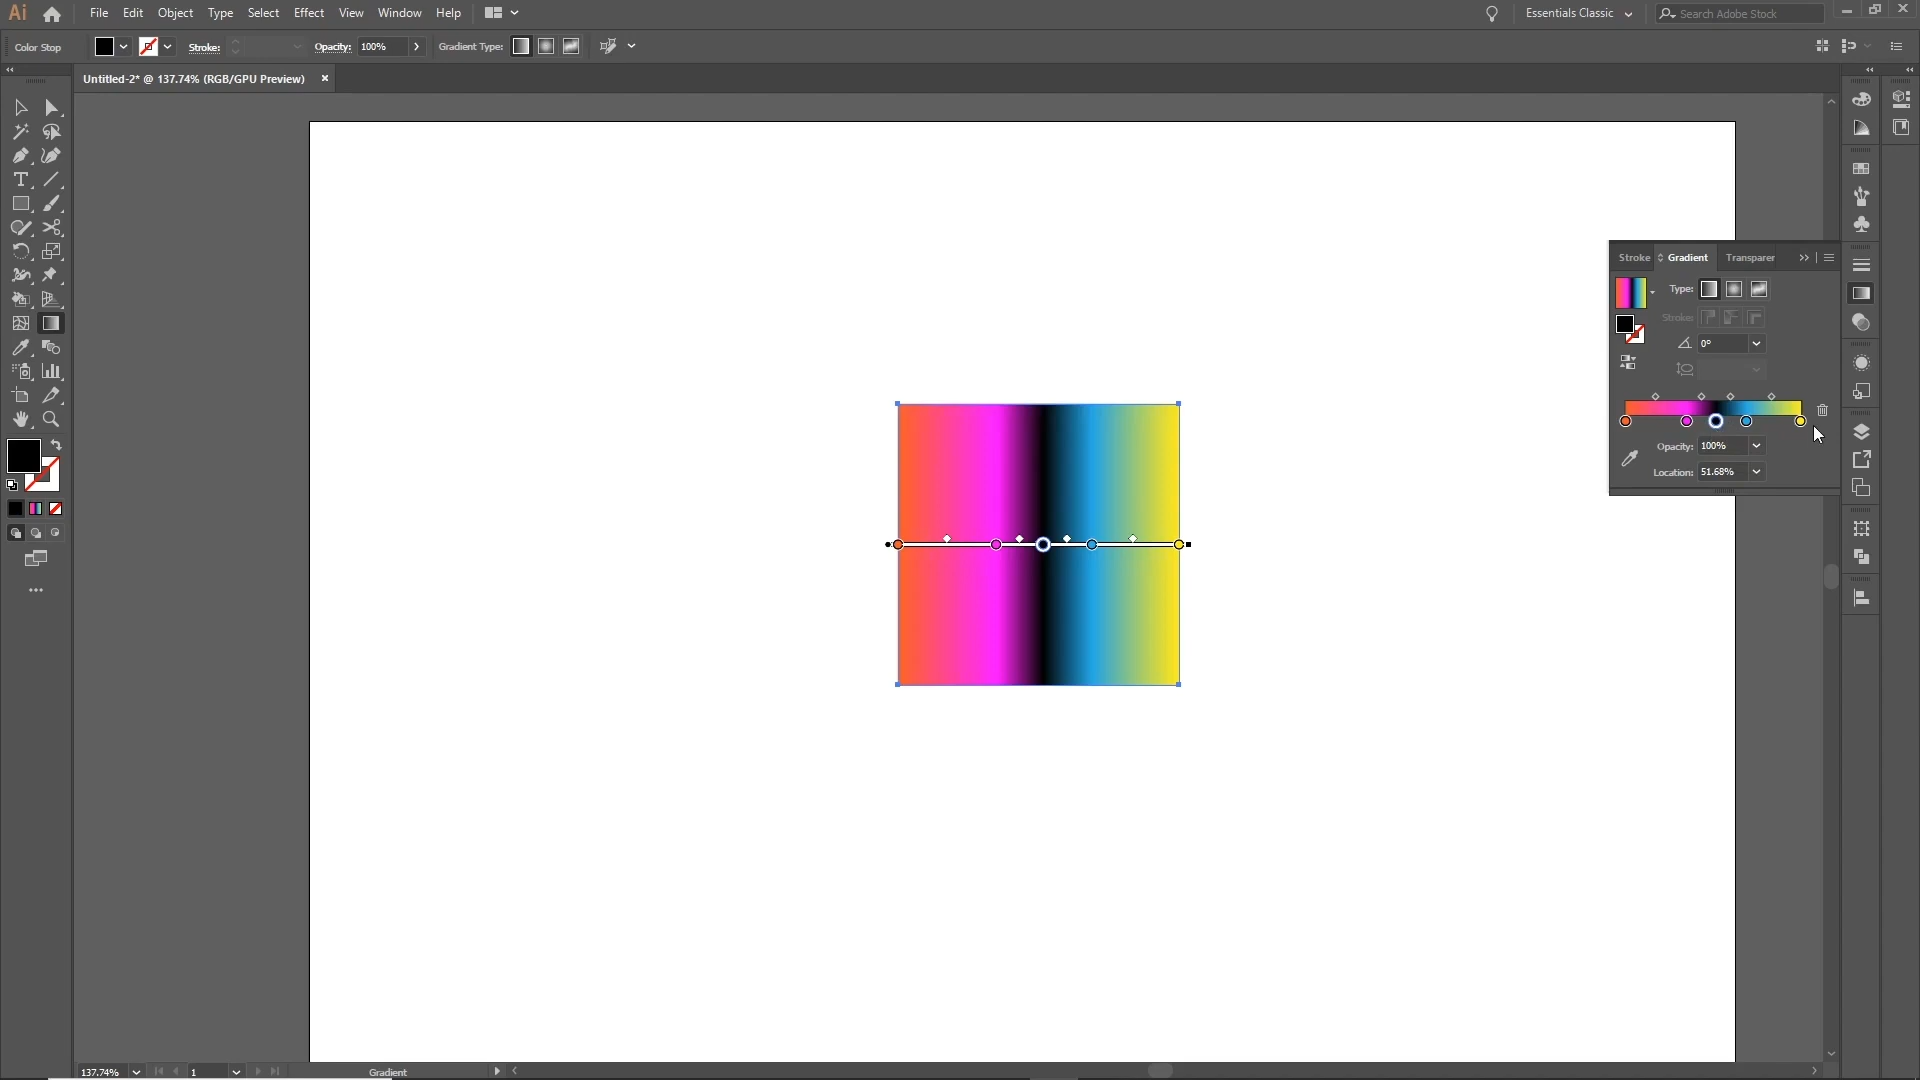 Ai File Edit Object Type Select Effect View Window Help Essentials Classic Search Adobe Stock
Color Stop Stroke: Opacity: 100% Gradient Type:
Untitled-2* @ 137.74% (RGB/GPU Preview) ×
Stroke Gradient Transparer
Type:
Stroke:
0°
Opacity: 100%
Location: 51.68%
137.74% 1 Gradient